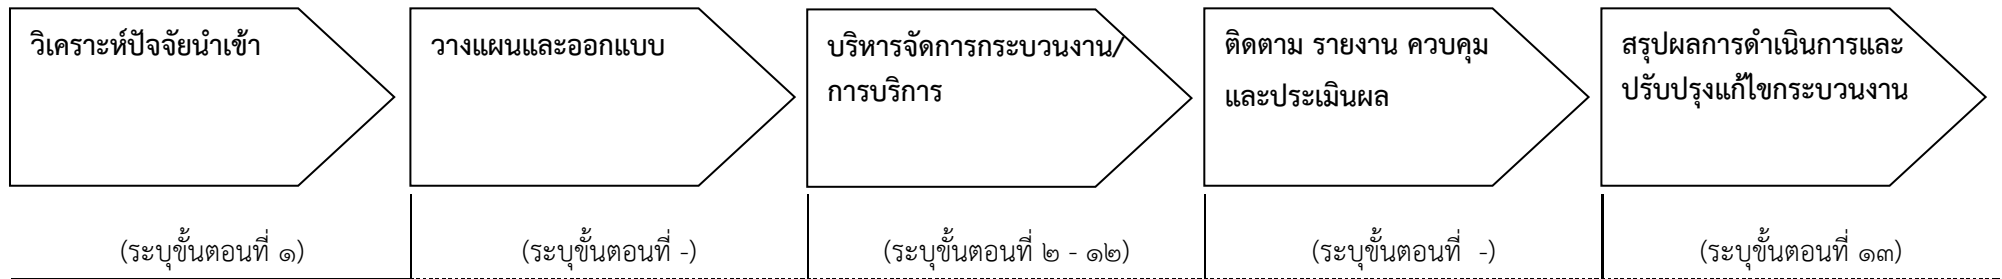 วิเคราะห์ปัจจัยนำเข้า
วางแผนและออกแบบ
บริหารจัดการกระบวนงาน/
การบริการ
ติดตาม รายงาน ควบคุม
และประเมินผล
สรุปผลการดำเนินการและ
ปรับปรุงแก้ไขกระบวนงาน
(ระบุขั้นตอนที่ ๑)
(ระบุขั้นตอนที่ -)
(ระบุขั้นตอนที่ ๒ - ๑๒)
(ระบุขั้นตอนที่ -)
(ระบุขั้นตอนที่ ๑๓)